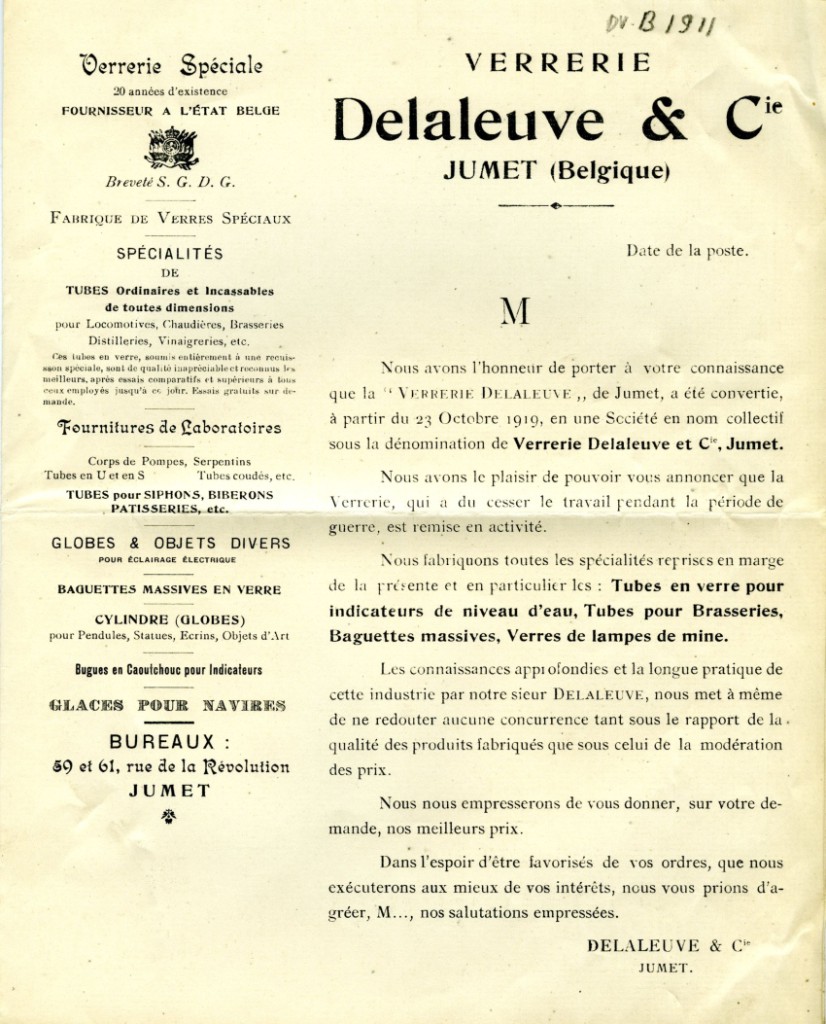 DV-B 1911
Verrerie Spéciale
20 années d'existence
FOURNISSEUR A L'ÉTAT BELGE
Breveté S. G. D. G.
FABRIQUE DE VERRES SPÉCIAUX
SPÉCIALITÉS
DE
TUBES Ordinaires et Incassables
de toutes dimensions
pour Locomotives, Chaudières, Brasseries
Distilleries, Vinaigreries, etc.
Ces tubes en verre, soumis entièrement à une recuis-
sson spéciale, sont de qualité inapréciable et reconnus les
meilleurs, après essais comparatifs et supérieurs à tous
ceux employés jusqu'à ce johr. Essais gratuits sur de-
mande.
Fournitures de Laboratoires
Corps de Pompes, Serpentins
Tubes en U et en S Tubes coudés, etc.
TUBES pour SIPHONS, BIBERONS
PATISSERIES, etc.
GLOBES & OBJETS DIVERS
POUR ÉCLAIRAGE ÉLECTRIQUE
BAGUETTES MASSIVES EN VERRE
CYLINDRE (GLOBES)
pour Pendules, Statues, Ecrins, Objets d'Art
Bugues en Caoutchouc pour Indicateurs
GLACES POUR NAVIRES
BUREAUX :
59 et 61, rue de la Révolution
JUMET
VERRERIE
Delaleuve & Cie
JUMET (Belgique)
Date de la poste.
M
Nous avons l'honneur de porter à votre connaissance
que la " VERRERIE DELALEUVE ,, de Jumet, a été convertie,
à partir du 23 Octobre 1919, en une Société en nom collectif
sous la dénomination de Verrerie Delaleuve et Cie, Jumet.
Nous avons le plaisir de pouvoir vous annoncer que la
Verrerie, qui a du cesser le travail pendant la période de
guerre, est remise en activité.
Nous fabriquons toutes les spécialités reprises en marge
de la présente et en particulier les : Tubes en verre pour
indicateurs de niveau d'eau, Tubes pour Brasseries,
Baguettes massives, Verres de lampes de mine.
Les connaissances approfondies et la longue pratique de
cette industrie par notre sieur DELALEUVE, nous met à même
de ne redouter aucune concurrence tant sous le rapport de la
qualité des produits fabriqués que sous celui de la modération
des prix.
Nous nous empresserons de vous donner, sur votre de-
mande, nos meilleurs prix.
Dans l'espoir d'être favorisés de vos ordres, que nous
exécuterons aux mieux de vos intérêts, nous vous prions d'a-
gréer, M..., nos salutations empressées.
DELALEUVE & Cie
JUMET.